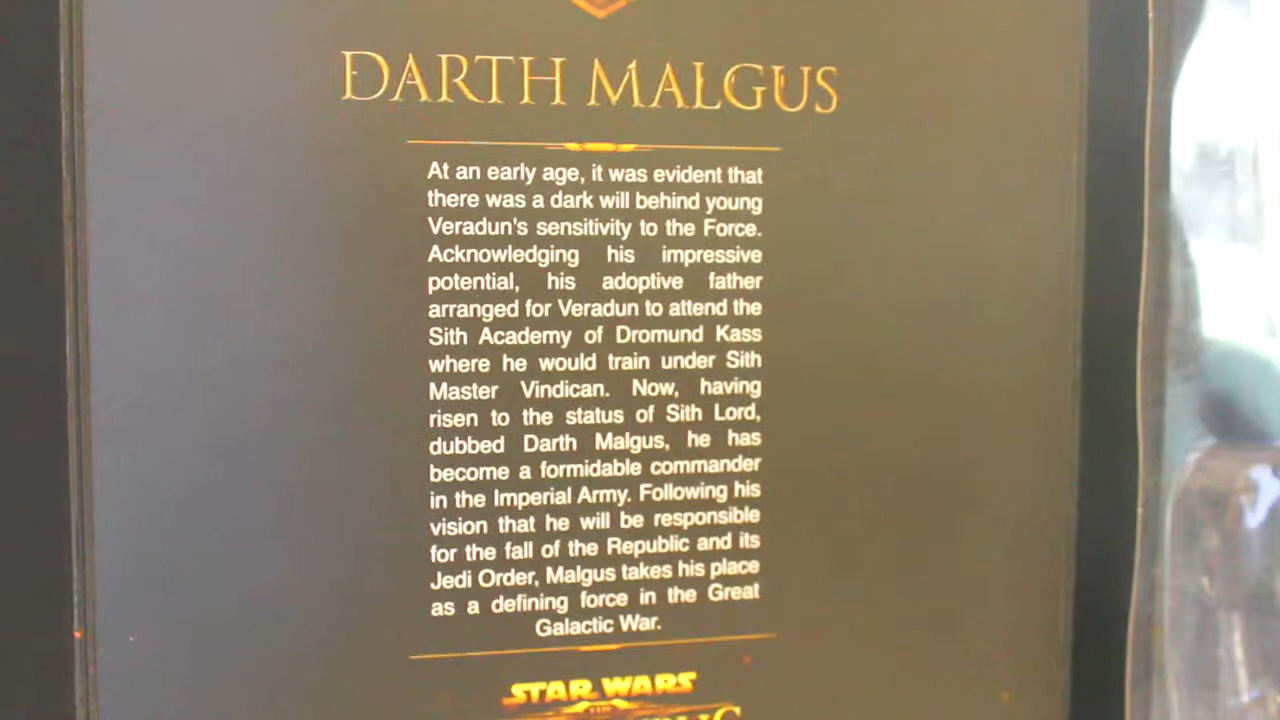 DARTH MALGUS
At an early age, it was evident that
there was a dark will behind young
Veradun's sensitivity to the Force.
Acknowledging his impressive
potential, his adoptive father
arranged for Veradun to attend the
Sith Academy of Dromund Kass
where he would train under Sith
Master Vindican. Now, having
risen to the status of Sith Lord,
dubbed Darth Malgus, he has
become a formidable commander
in the Imperial Army. Following his
vision that he will be responsible
for the fall of the Republic and its
Jedi Order, Malgus takes his place
as a defining force in the Great
Galactic War.
STAR WARS